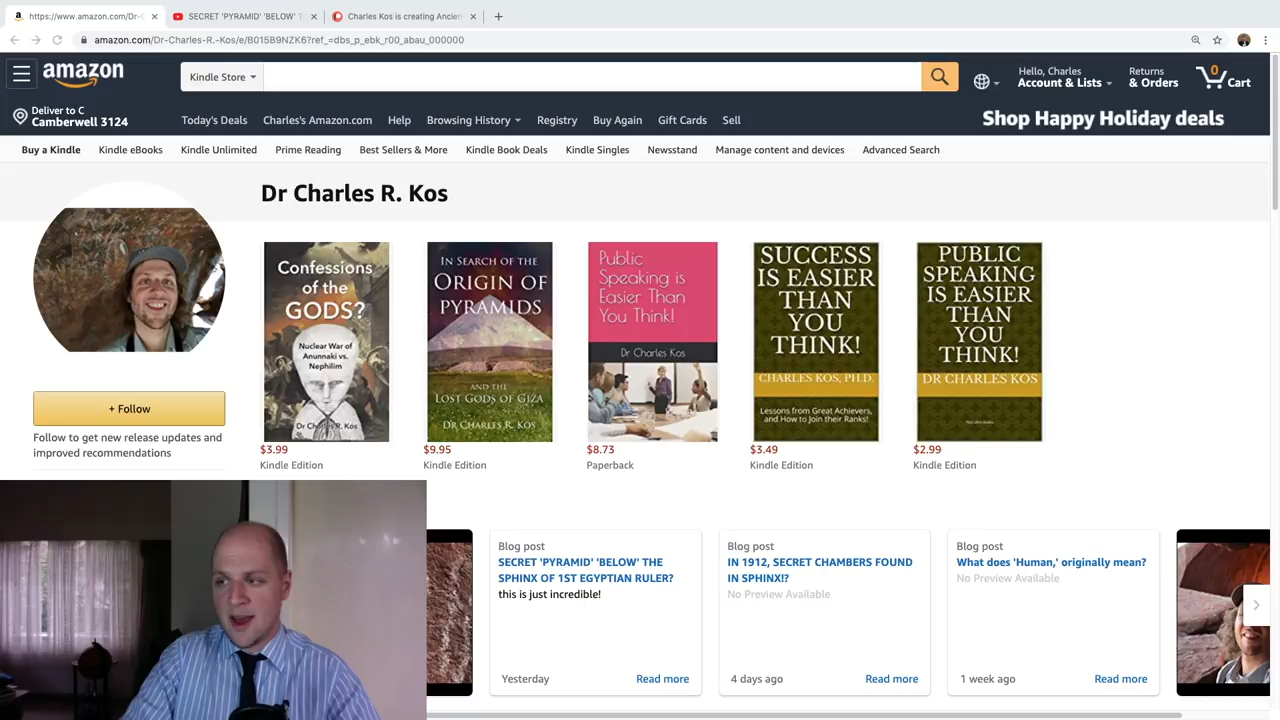 https://www.amazon.com/Dr-C
SECRET 'PYRAMID' 'BELOW' T
Charles Kos is creating Ancien
amazon.com/Dr-Charles-R.-Kos/e/B015B9NZK6?ref_=dbs_p_ebk_r00_abau_000000
amazon
Kindle Store
Hello, Charles
Account & Lists
Returns
& Orders
0
Cart
Deliver to C
Camberwell 3124
Today's Deals
Charles's Amazon.com
Help
Browsing History
Registry
Buy Again
Gift Cards
Sell
Shop Happy Holiday deals
Buy a Kindle
Kindle eBooks
Kindle Unlimited
Prime Reading
Best Sellers & More
Kindle Book Deals
Kindle Singles
Newsstand
Manage content and devices
Advanced Search
Dr Charles R. Kos
Confessions
of the
GODS?
Nuclear War of
Anunnaki vs.
Nephilim
Dr Charles R. Kos
$3.99
Kindle Edition
IN SEARCH OF THE
ORIGIN OF
PYRAMIDS
AND THE
LOST GODS OF GIZA
DR CHARLES R. KOS
$9.95
Kindle Edition
Public
Speaking is
Easier Than
You Think!
Dr Charles Kos
$8.73
Paperback
SUCCESS
IS EASIER
THAN
YOU
THINK!
CHARLES KOS, PH.D.
Lessons from Great Achievers,
and How to Join their Ranks!
$3.49
Kindle Edition
PUBLIC
SPEAKING
IS EASIER
THAN
YOU
THINK!
DR CHARLES KOS
$2.99
Kindle Edition
+ Follow
Follow to get new release updates and
improved recommendations
Blog post
SECRET 'PYRAMID' 'BELOW' THE
SPHINX OF 1ST EGYPTIAN RULER?
this is just incredible!
Yesterday
Read more
Blog post
IN 1912, SECRET CHAMBERS FOUND
IN SPHINX!?
No Preview Available
4 days ago
Read more
Blog post
What does 'Human,' originally mean?
No Preview Available
1 week ago
Read more